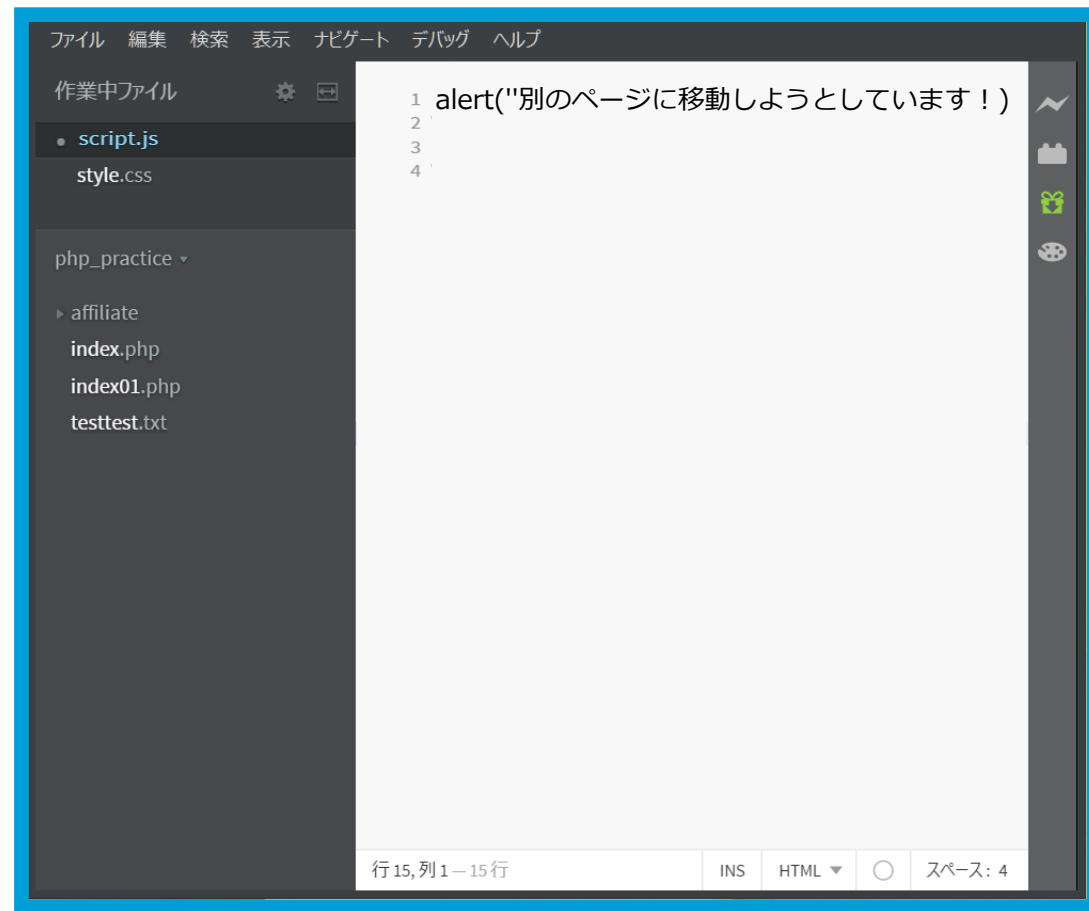 ファイル 編集 検索 表示 ナビゲート デバッグ ヘルプ
作業中ファイル
script.js
style.css
php_practice
affiliate
index.php
index01.php
testtest.txt
1 alert("別のページに移動しようとしています！)
2
3
4
行 15, 列 1 — 15 行 INS HTML スペース: 4